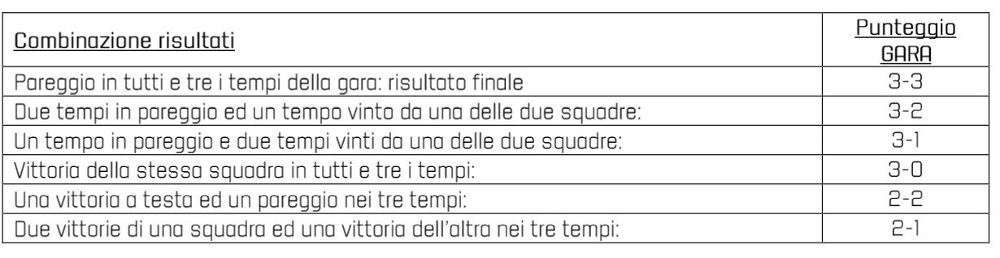 Combinazione risultati
Punteggio
GARA
Pareggio in tutti e tre i tempi della gara: risultato finale 3-3
Due tempi in pareggio ed un tempo vinto da una delle due squadre: 3-2
Un tempo in pareggio e due tempi vinti da una delle due squadre: 3-1
Vittoria della stessa squadra in tutti e tre i tempi: 3-0
Una vittoria a testa ed un pareggio nei tre tempi: 2-2
Due vittorie di una squadra ed una vittoria dell'altra nei tre tempi: 2-1